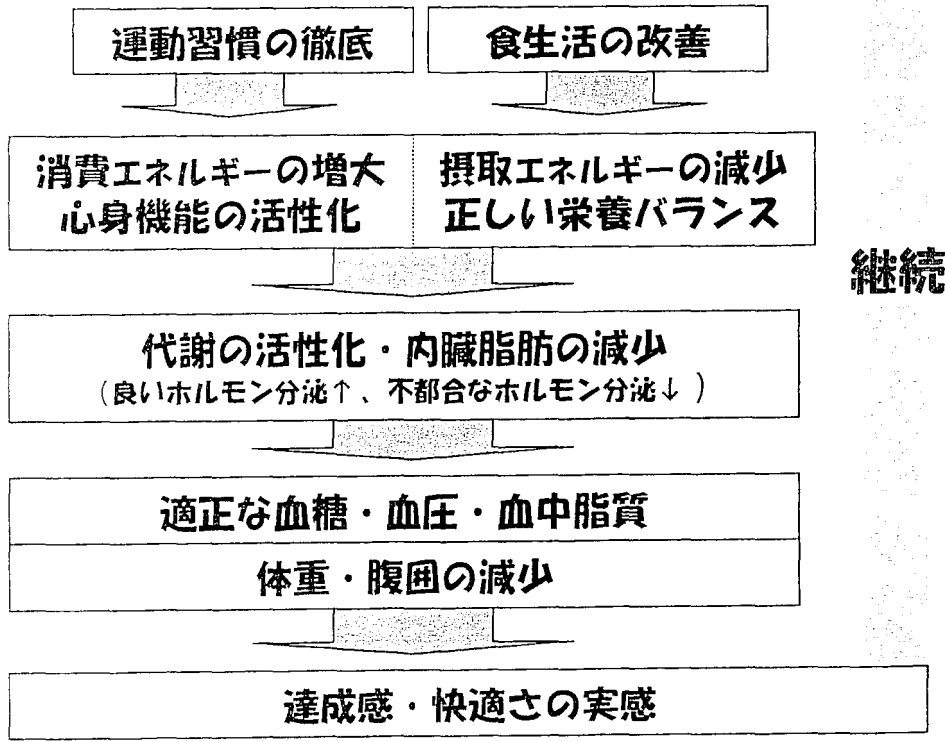 運動習慣の徹底
食生活の改善
消費エネルギーの増大
心身機能の活性化
摂取エネルギーの減少
正しい栄養バランス
継続
代謝の活性化・内臓脂肪の減少
(良いホルモン分泌↑、不都合なホルモン分泌↓)
適正な血糖・血圧・血中脂質
体重・腹囲の減少
達成感・快適さの実感